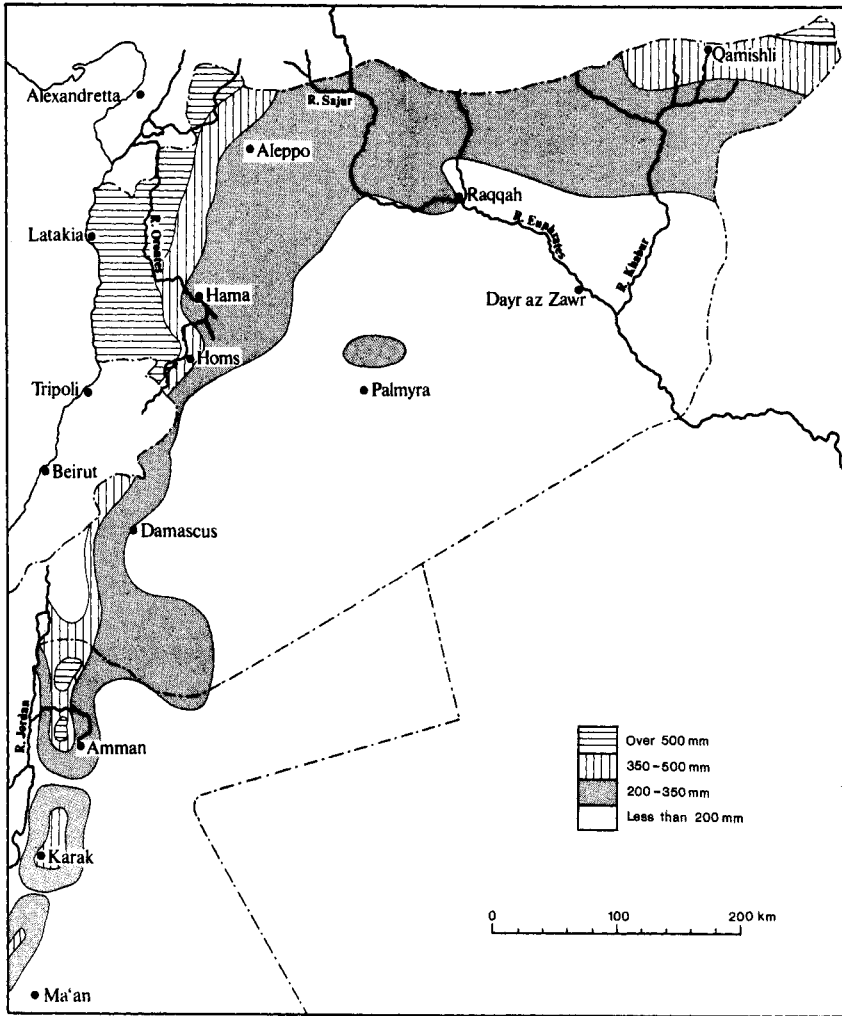 Qamishli
Alexandretta
R. Sajur
Aleppo
Raqqah
Latakia
R. Orontes
R. Euphrates
R. Khabur
Hama
Dayr az Zawr
Homs
Tripoli
Palmyra
Beirut
Damascus
R. Jordan
Amman
Over 500 mm
350-500 mm
200-350 mm
Less than 200 mm
Karak
0 100 200 km
Ma'an